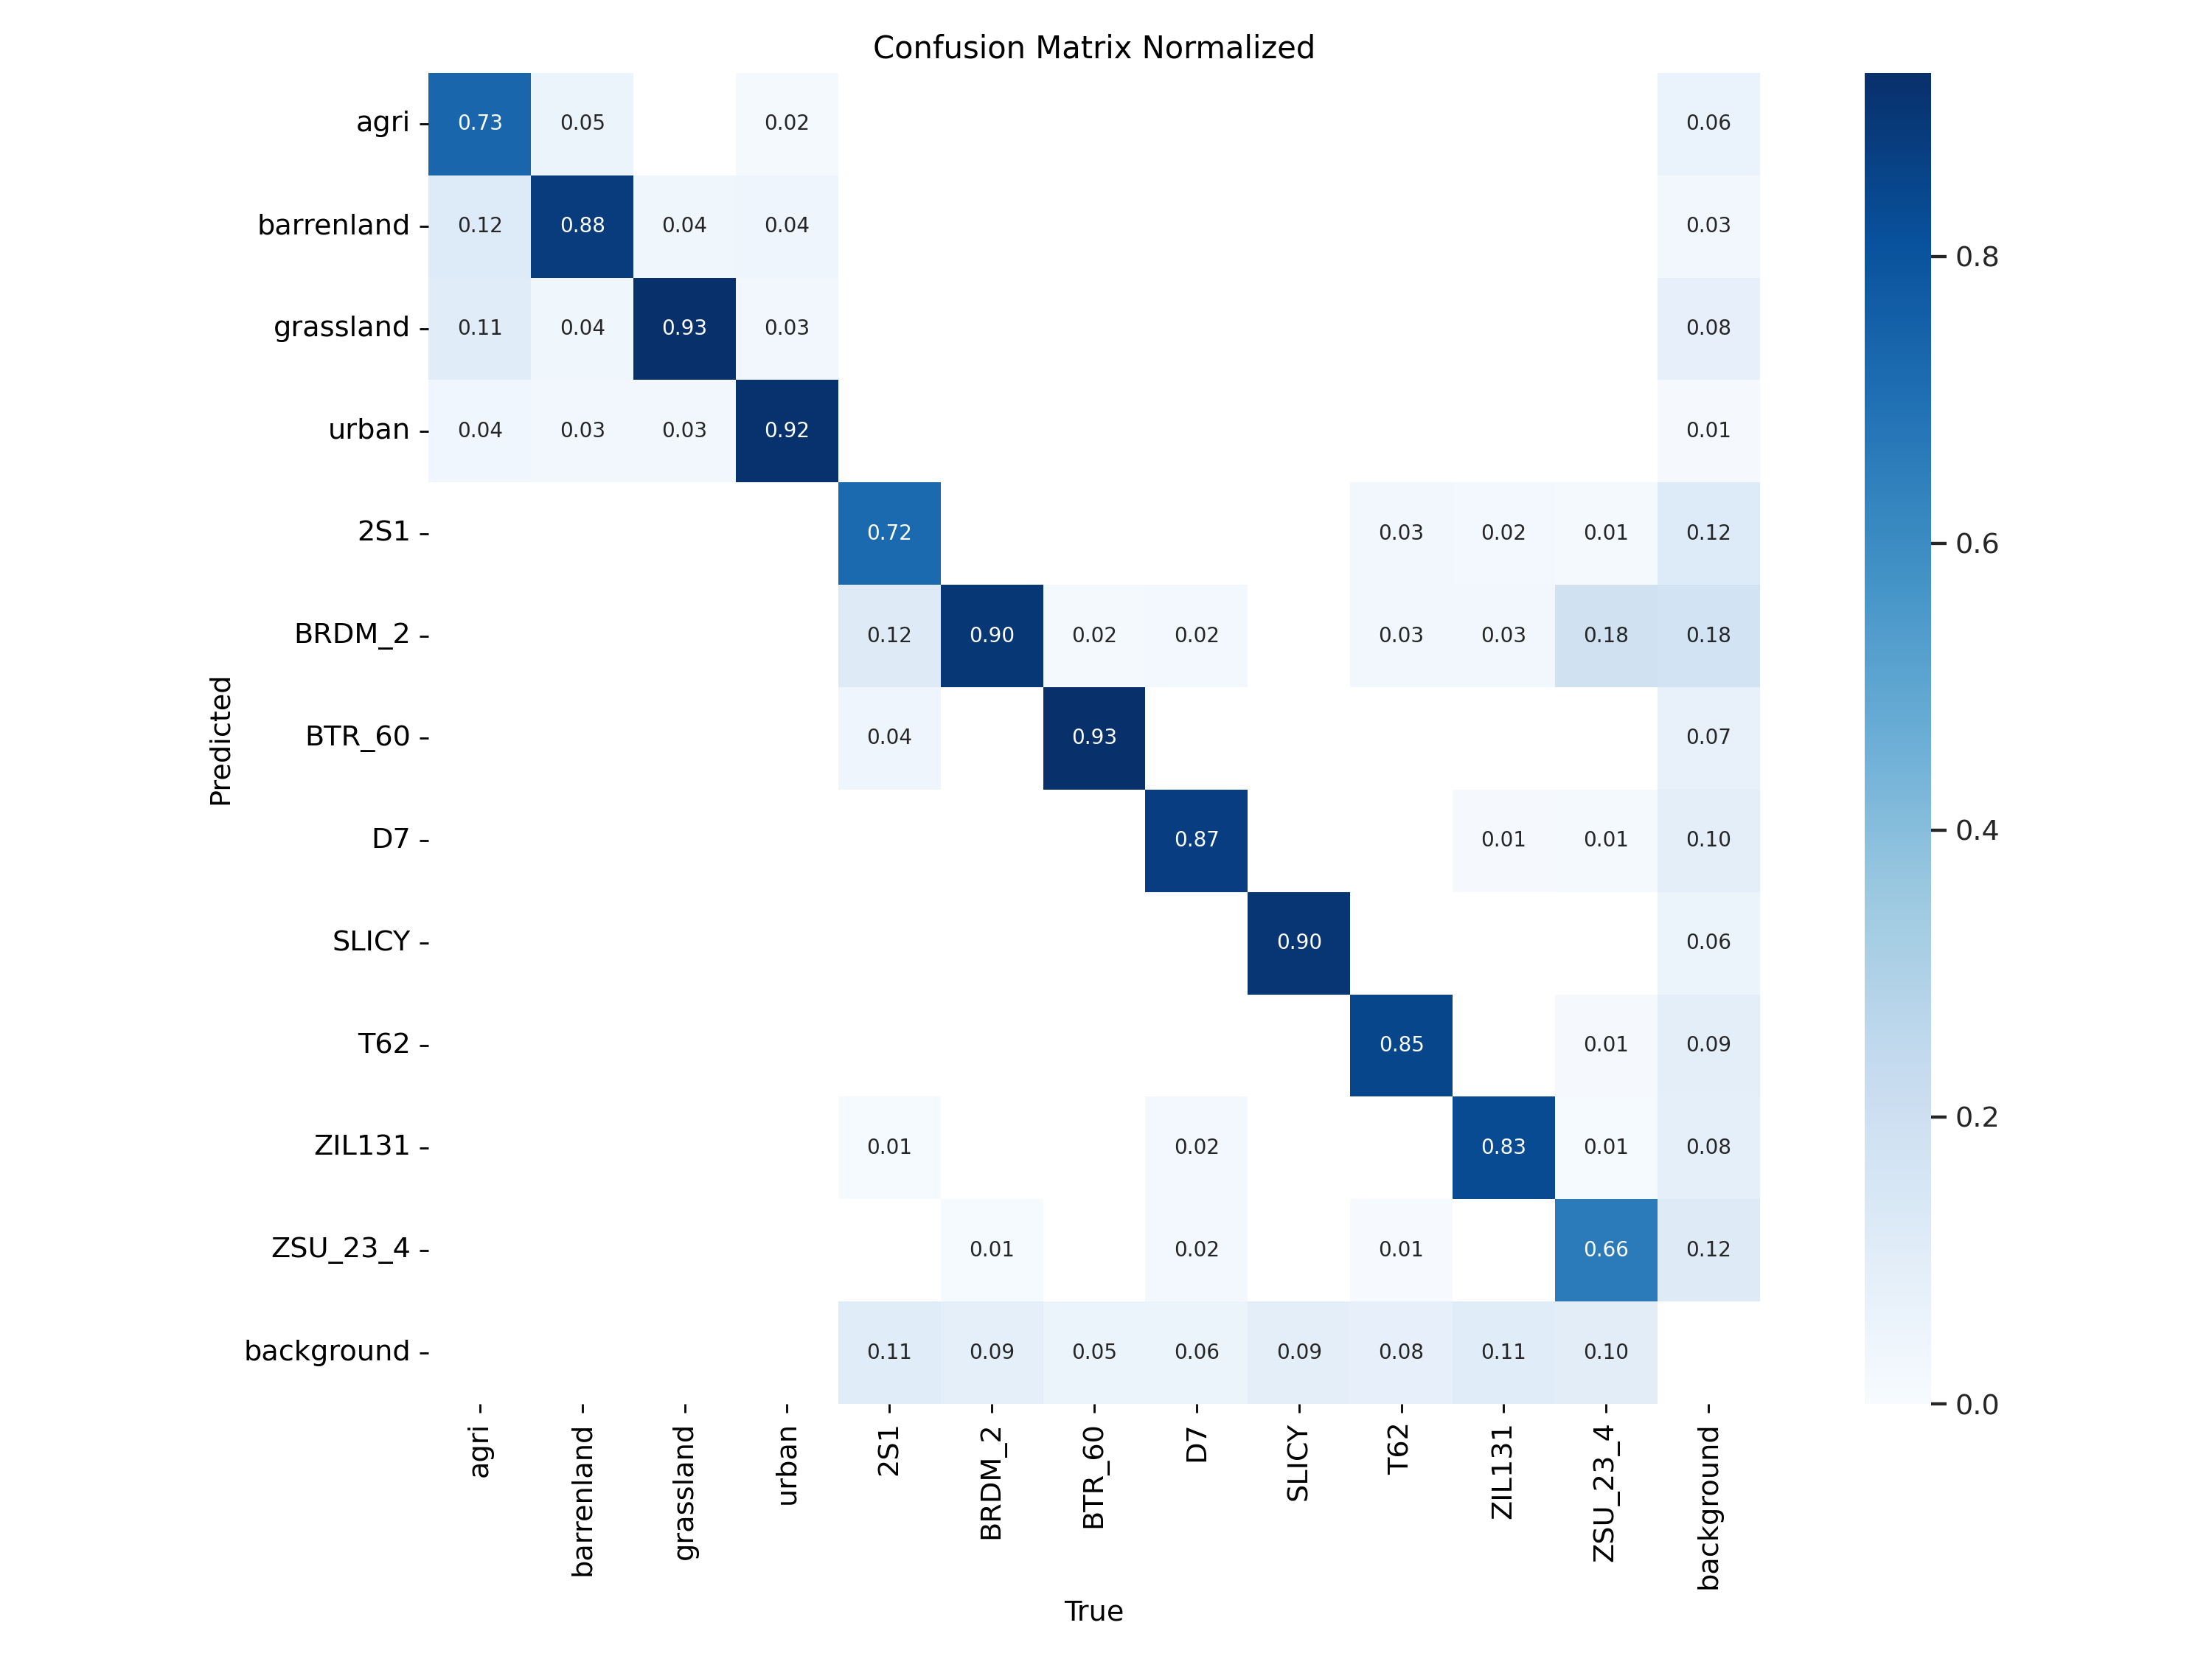 Confusion Matrix Normalized
agri 0.73 0.05 0.02 0.06
barrenland 0.12 0.88 0.04 0.04 0.03
grassland 0.11 0.04 0.93 0.03 0.08
urban 0.04 0.03 0.03 0.92 0.01
2S1 0.72 0.03 0.02 0.01 0.12
BRDM_2 0.12 0.90 0.02 0.02 0.03 0.03 0.18 0.18
BTR_60 0.04 0.93 0.07
D7 0.87 0.01 0.01 0.10
SLICY 0.90 0.06
T62 0.85 0.01 0.09
ZIL131 0.01 0.02 0.83 0.01 0.08
ZSU_23_4 0.01 0.02 0.01 0.66 0.12
background 0.11 0.09 0.05 0.06 0.09 0.08 0.11 0.10
agri barrenland grassland urban 2S1 BRDM_2 BTR_60 D7 SLICY T62 ZIL131 ZSU_23_4 background
True
Predicted
0.8
0.6
0.4
0.2
0.0